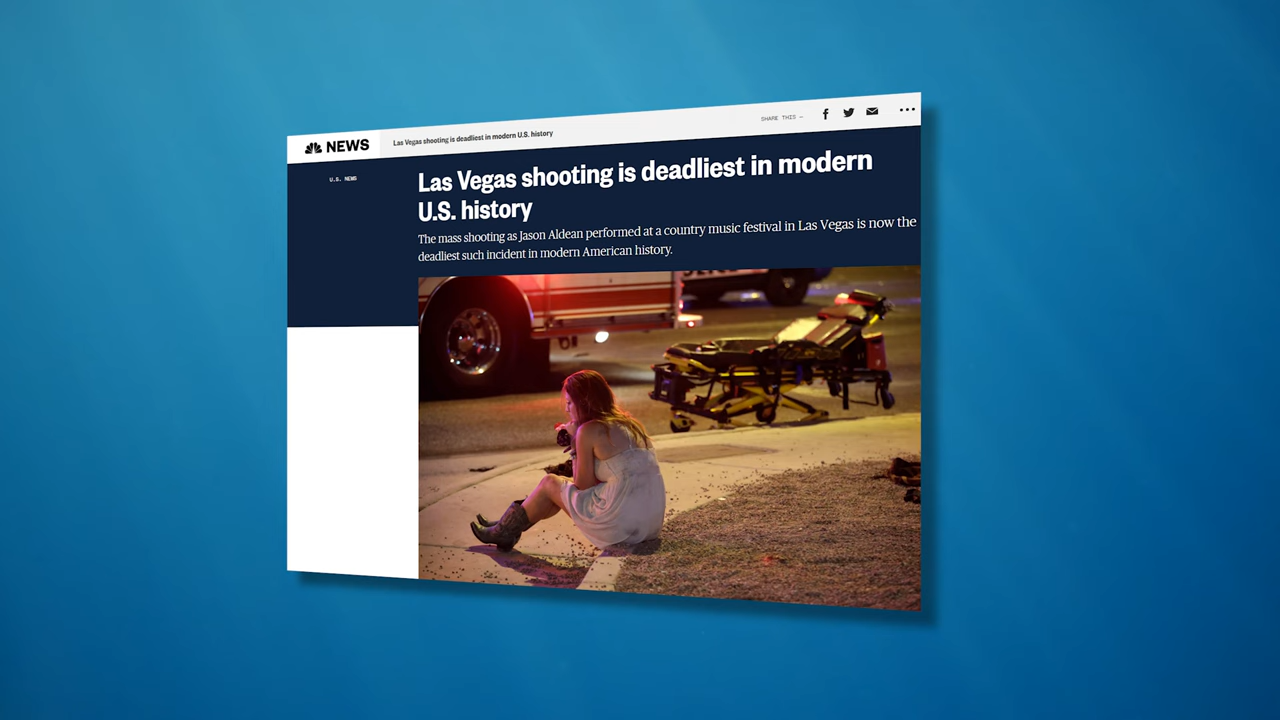 NEWS
Las Vegas shooting is deadliest in modern U.S. history
SHARE THIS —
U.S. NEWS
Las Vegas shooting is deadliest in modern
U.S. history
The mass shooting as Jason Aldean performed at a country music festival in Las Vegas is now the
deadliest such incident in modern American history.